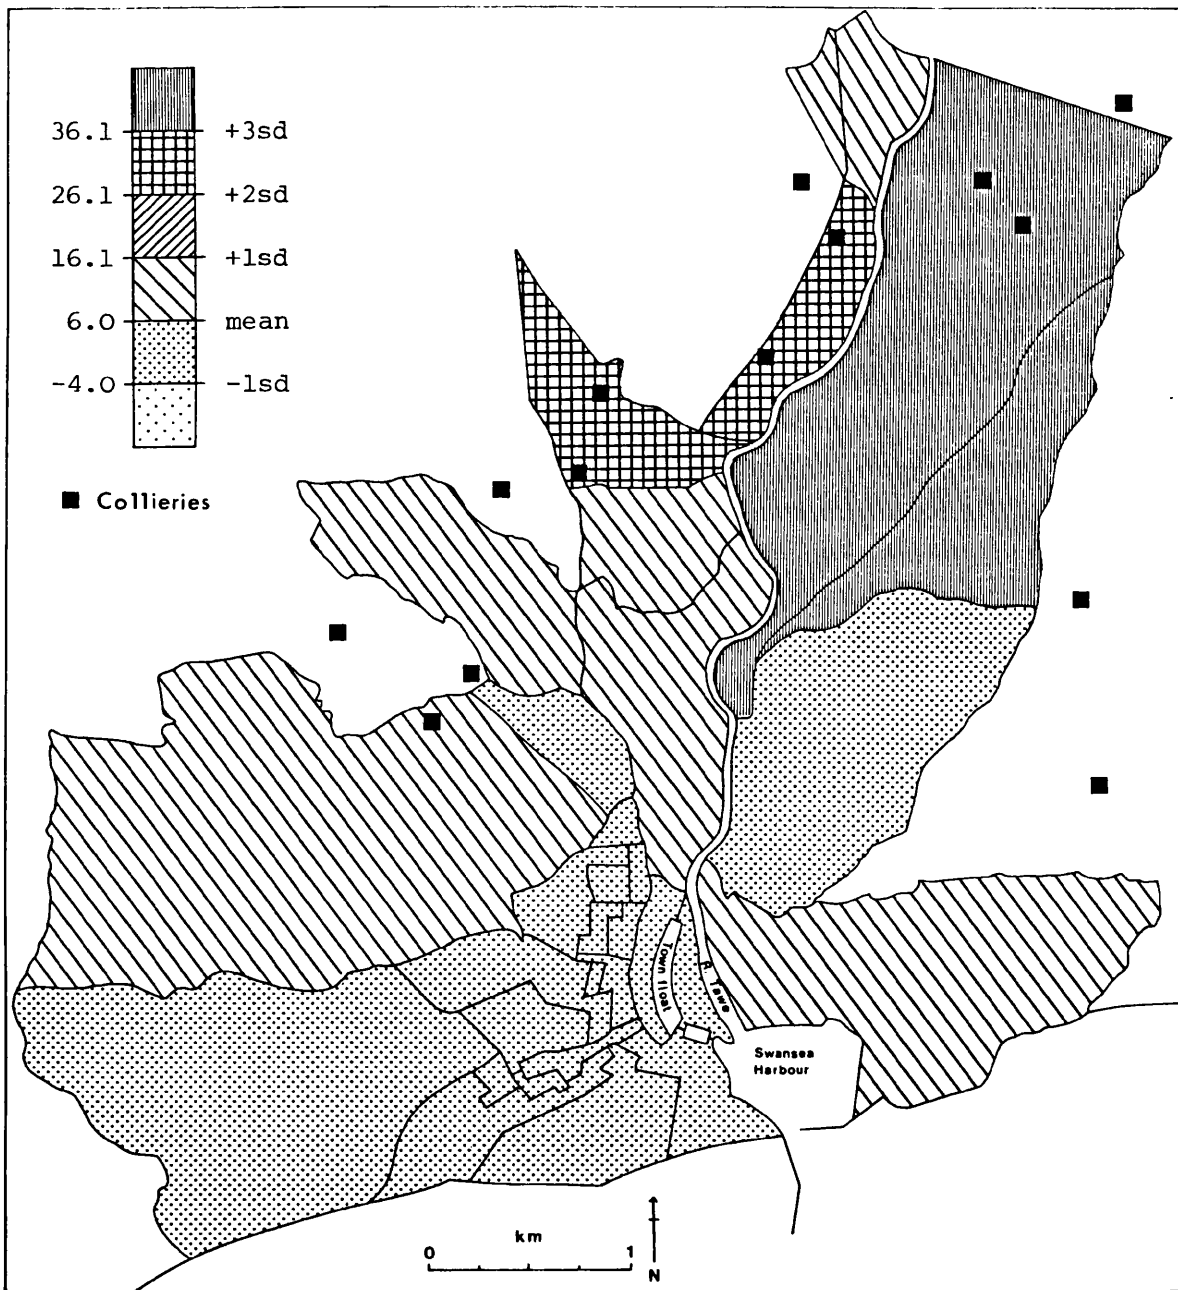 36.1 +3sd
26.1 +2sd
16.1 +1sd
6.0 mean
-4.0 -1sd
■ Collieries
Town float
R. Tawe
Swansea
Harbour
km
0 1
N